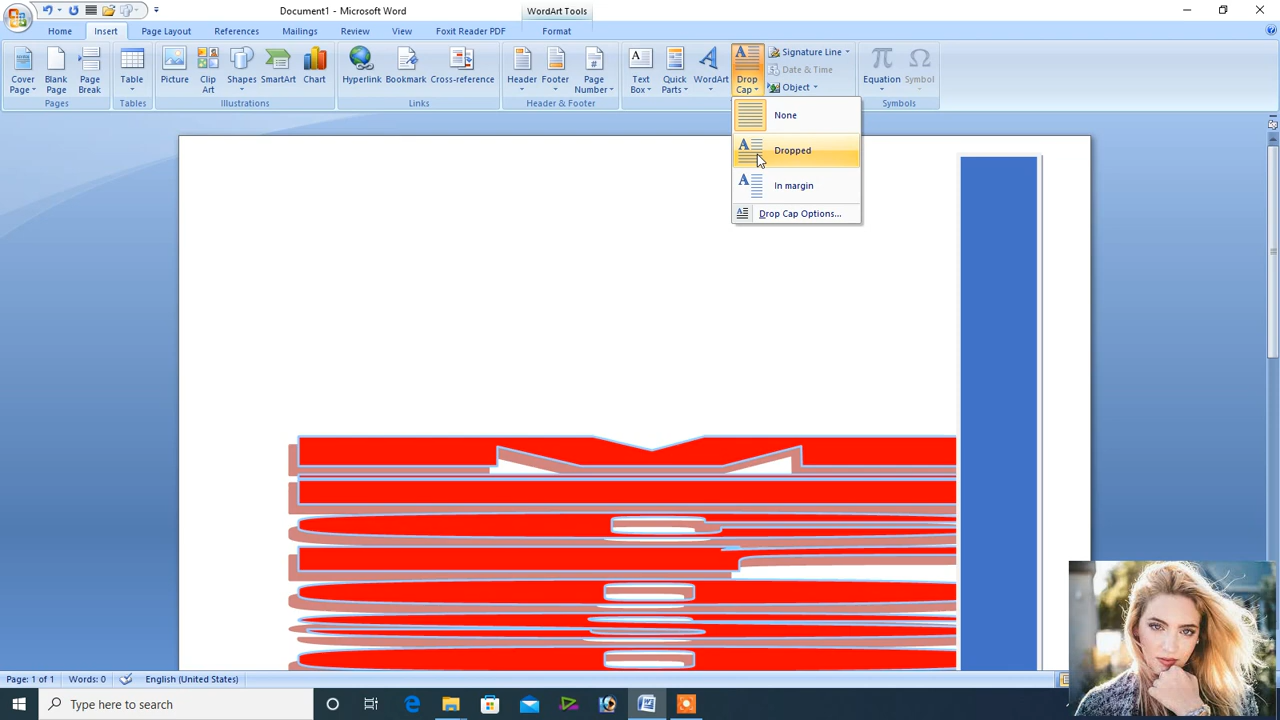 Document1 - Microsoft Word
WordArt Tools
Home
Insert
Page Layout
References
Mailings
Review
View
Foxit Reader PDF
Format
Cover Page
Blank Page
Page Break
Table
Picture
Clip Art
Shapes
SmartArt
Chart
Hyperlink
Bookmark
Cross-reference
Header
Footer
Page Number
Text Box
Quick Parts
WordArt
Drop Cap
Signature Line
Date & Time
Object
Equation
Symbol
Pages
Tables
Illustrations
Links
Header & Footer
Symbols
None
Dropped
In margin
Drop Cap Options...
Page: 1 of 1
Words: 0
English (United States)
Type here to search